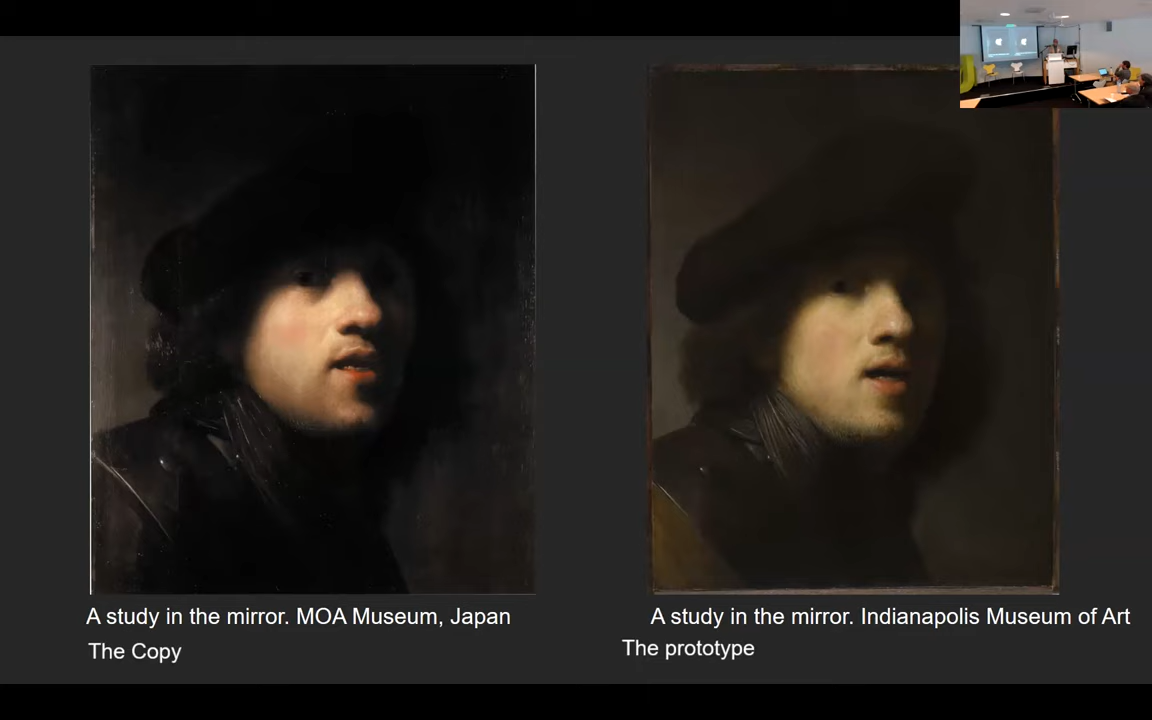 A study in the mirror. MOA Museum, Japan
The Copy
A study in the mirror. Indianapolis Museum of Art
The prototype